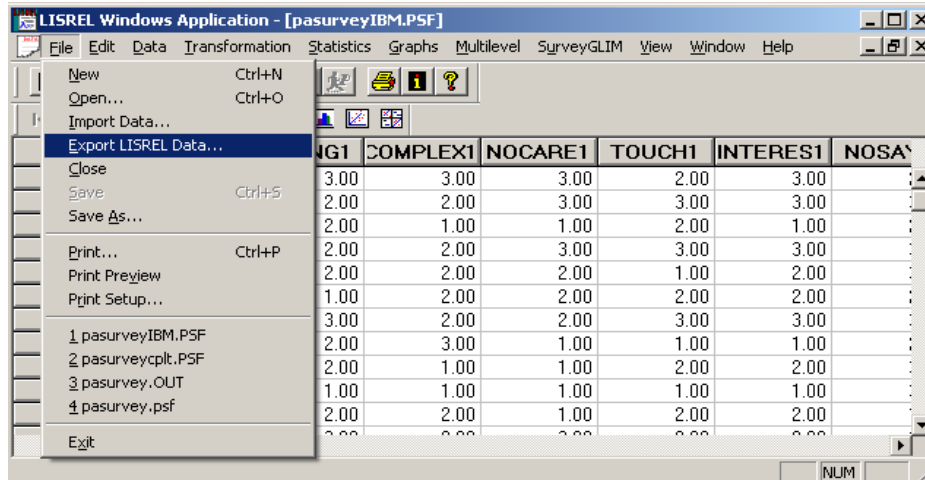 LISREL Windows Application - [pasurveyIBM.PSF]
File Edit Data Transformation Statistics Graphs Multilevel SurveyGLIM View Window Help
New Ctrl+N
Open... Ctrl+O
Import Data...
Export LISREL Data...
Close
Save Ctrl+S
Save As...
Print... Ctrl+P
Print Preview
Print Setup...
1 pasurveyIBM.PSF
2 pasurveycplt.PSF
3 pasurvey.OUT
4 pasurvey.psf
Exit
NG1 COMPLEX1 NOCARE1 TOUCH1 INTERES1 NOSAY
3.00 3.00 3.00 2.00 3.00
2.00 2.00 3.00 3.00 3.00
2.00 1.00 1.00 2.00 1.00
2.00 2.00 3.00 3.00 3.00
2.00 2.00 2.00 1.00 2.00
1.00 2.00 2.00 2.00 2.00
3.00 2.00 2.00 3.00 3.00
2.00 3.00 1.00 1.00 1.00
2.00 1.00 1.00 2.00 2.00
1.00 1.00 1.00 1.00 1.00
2.00 2.00 1.00 2.00 2.00
NUM